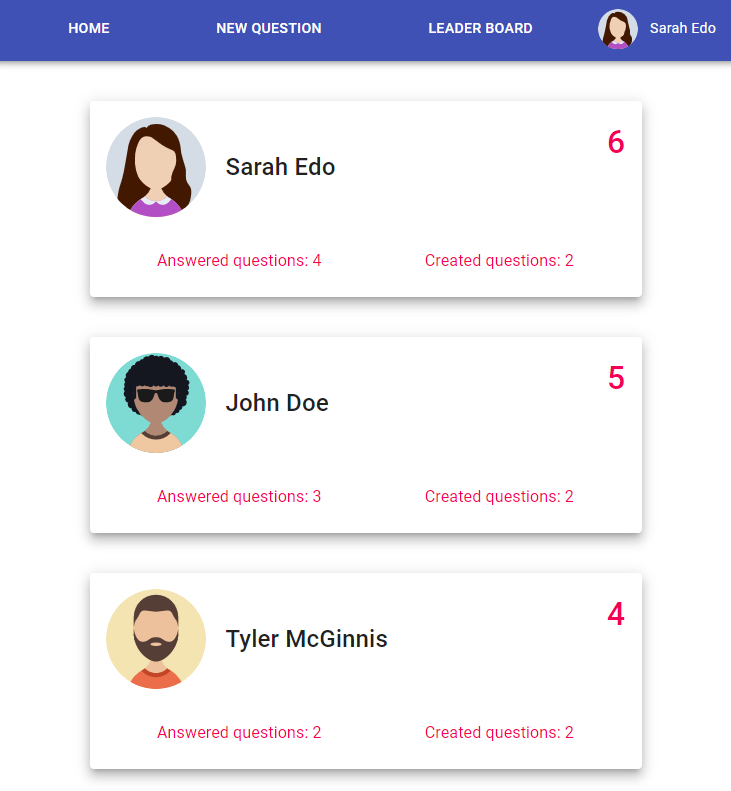 HOME NEW QUESTION LEADER BOARD Sarah Edo
Sarah Edo
6
Answered questions: 4 Created questions: 2
John Doe
5
Answered questions: 3 Created questions: 2
Tyler McGinnis
4
Answered questions: 2 Created questions: 2